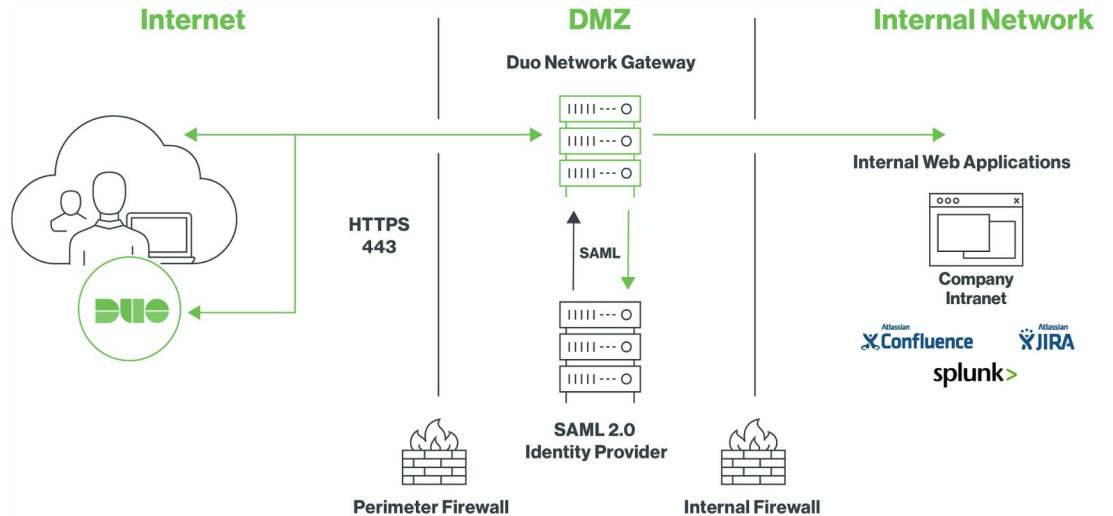 Internet
DMZ
Internal Network
Duo Network Gateway
Internal Web Applications
HTTPS
443
SAML
DUO
Company
Intranet
Atlassian
Confluence
Atlassian
JIRA
splunk>
SAML 2.0
Identity Provider
Perimeter Firewall
Internal Firewall